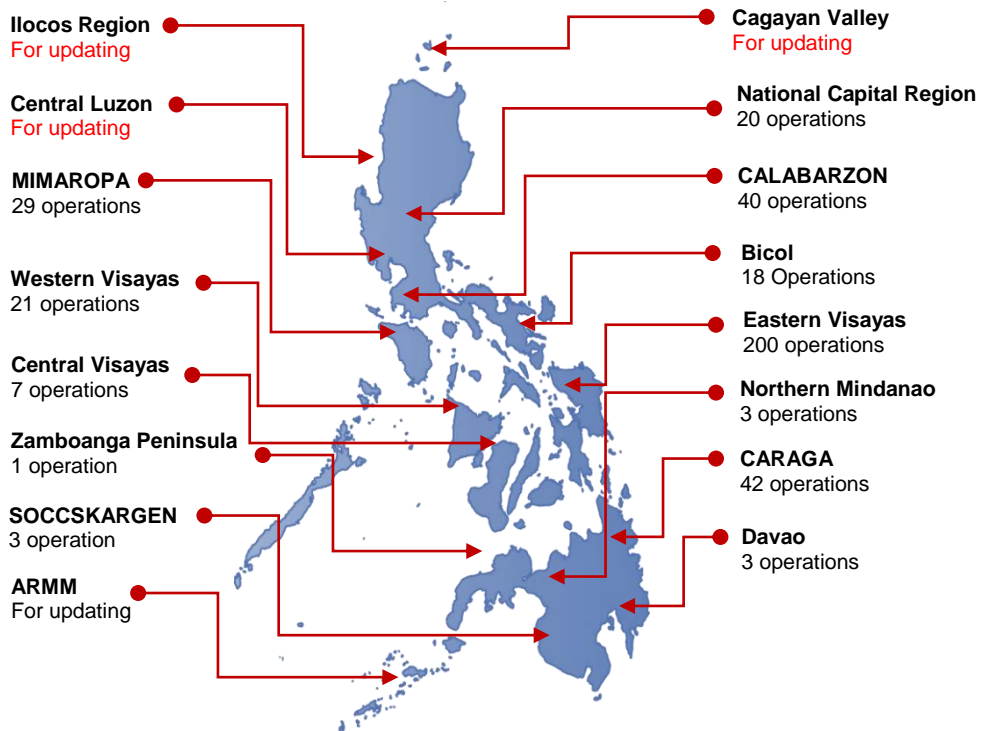 Ilocos Region
For updating
Central Luzon
For updating
MIMAROPA
29 operations
Western Visayas
21 operations
Central Visayas
7 operations
Zamboanga Peninsula
1 operation
SOCCSKARGEN
3 operation
ARMM
For updating
Cagayan Valley
For updating
National Capital Region
20 operations
CALABARZON
40 operations
Bicol
18 Operations
Eastern Visayas
200 operations
Northern Mindanao
3 operations
CARAGA
42 operations
Davao
3 operations